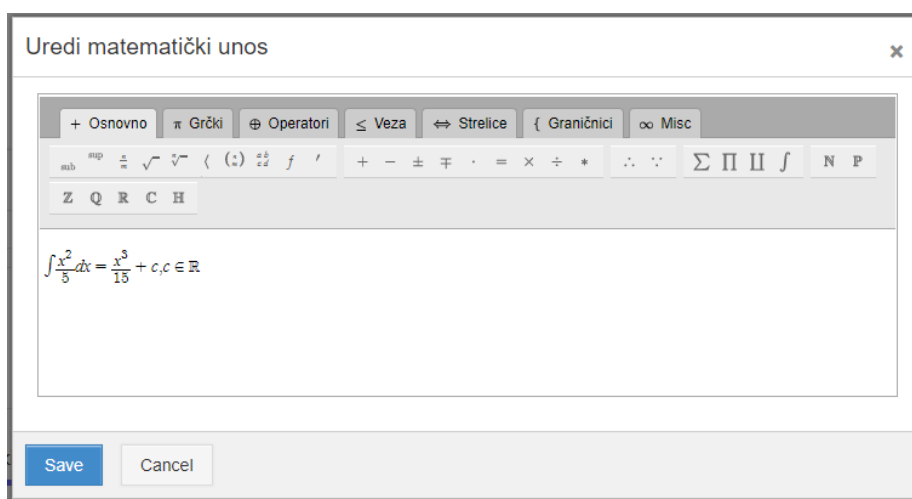 Uredi matematički unos ×
+ Osnovno π Grčki ⊕ Operatori ≤ Veza ⇔ Strelice { Graničnici ∞ Misc
sub sup n/m √ ⁿ√ ⟨ (n m) a b c d f ′ + − ± ∓ · = × ÷ * ∴ ∵ ∑ ∏ ∐ ∫ ℕ ℙ
ℤ ℚ ℝ ℂ ℍ
∫x²/5 dx = x³/15 + c,c ∈ ℝ
Save Cancel